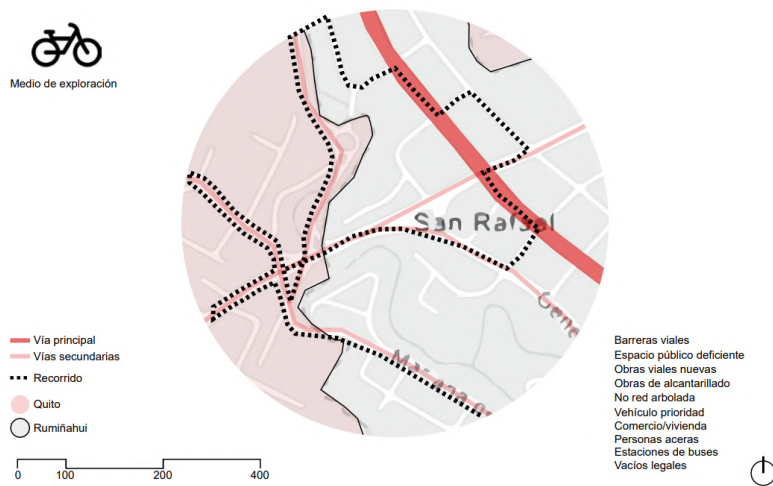 Medio de exploración
San Rafael
Vía principal
Vías secundarias
Recorrido
Quito
Rumiñahui
0 100 200 400
Barreras viales
Espacio público deficiente
Obras viales nuevas
Obras de alcantarillado
No red arbolada
Vehículo prioridad
Comercio/vivienda
Personas aceras
Estaciones de buses
Vacíos legales